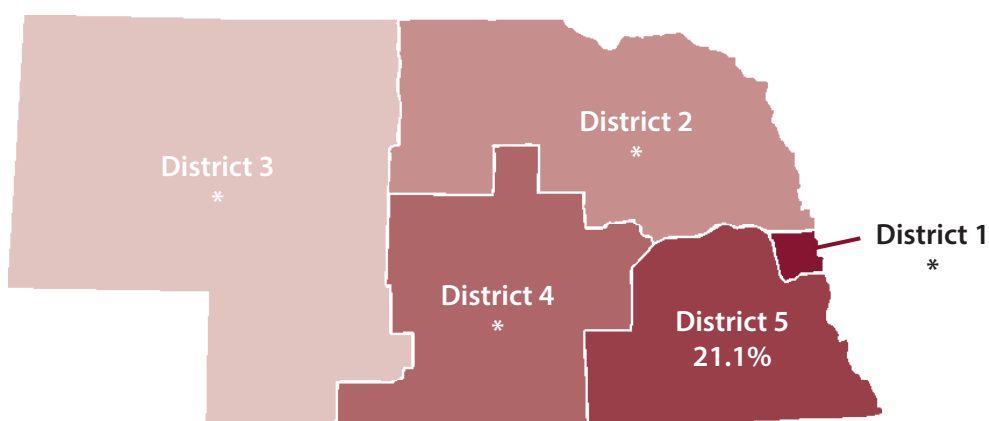 District 2
*
District 3
*
District 1
*
District 4
*
District 5
21.1%